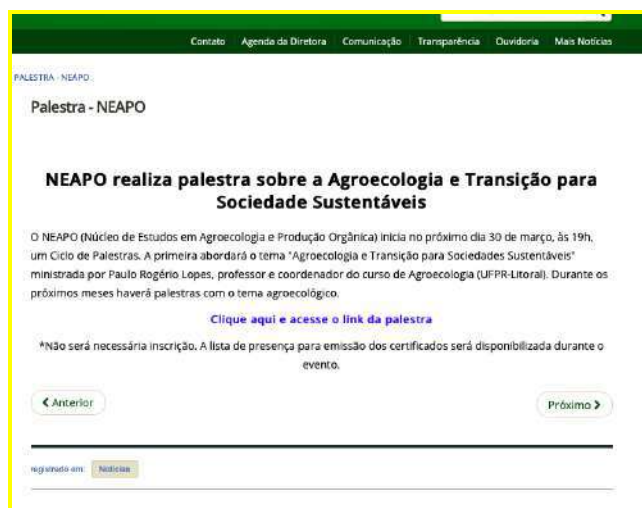 Contato Agenda da Diretora Comunicação Transparência Ouvidoria Mais Notícias
PALESTRA - NEAPO
Palestra - NEAPO
NEAPO realiza palestra sobre a Agroecologia e Transição para
Sociedade Sustentáveis
O NEAPO (Núcleo de Estudos em Agroecologia e Produção Orgânica) inicia no próximo dia 30 de março, às 19h,
um Ciclo de Palestras. A primeira abordará o tema "Agroecologia e Transição para Sociedades Sustentáveis"
ministrada por Paulo Rogério Lopes, professor e coordenador do curso de Agroecologia (UFPR-Litoral). Durante os
próximos meses haverá palestras com o tema agroecológico.
Clique aqui e acesse o link da palestra
*Não será necessária inscrição. A lista de presença para emissão dos certificados será disponibilizada durante o
evento.
Anterior Próximo
registrado em: Notícias